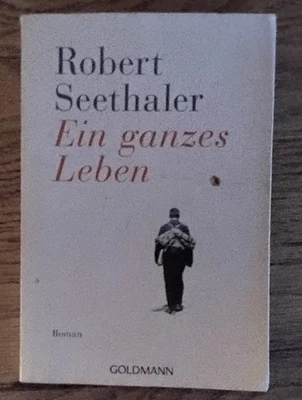 Robert
Seethaler
Ein ganzes
Leben
Roman
GOLDMANN